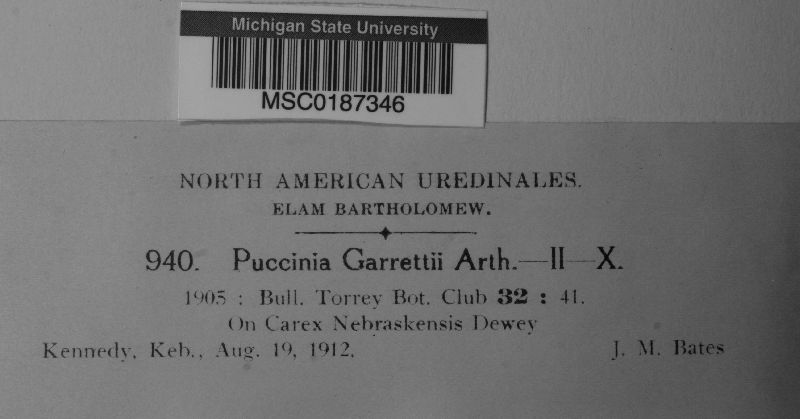 Michigan State University
MSC0187346
NORTH AMERICAN UREDINALES.
ELAM BARTHOLOMEW.
940. Puccinia Garrettii Arth.—II—X.
1905 : Bull. Torrey Bot. Club 32 : 41.
On Carex Nebraskensis Dewey
Kennedy, Keb., Aug. 19, 1912. J. M. Bates